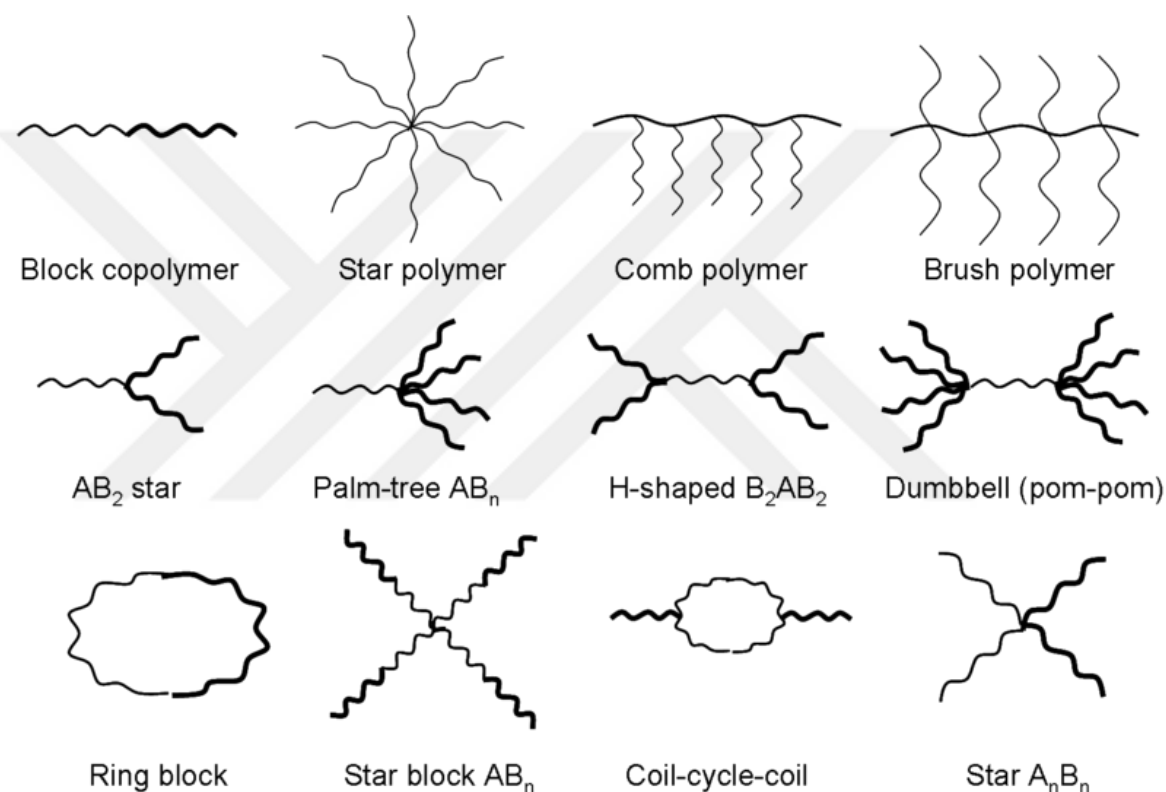 Block copolymer
Star polymer
Comb polymer
Brush polymer
AB₂ star
Palm-tree ABₙ
H-shaped B₂AB₂
Dumbbell (pom-pom)
Ring block
Star block ABₙ
Coil-cycle-coil
Star AₙBₙ